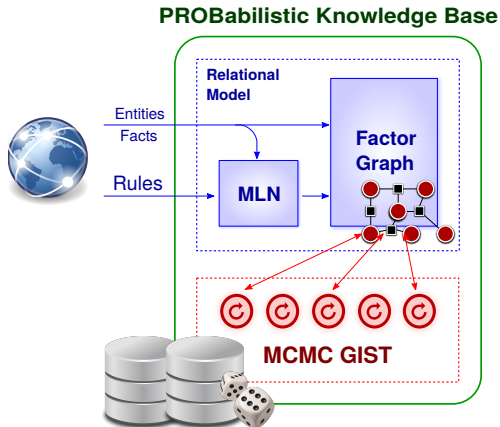 PROBabilistic Knowledge Base
Relational
Model
Entities
Facts
Factor
Graph
Rules
MLN
MCMC GIST